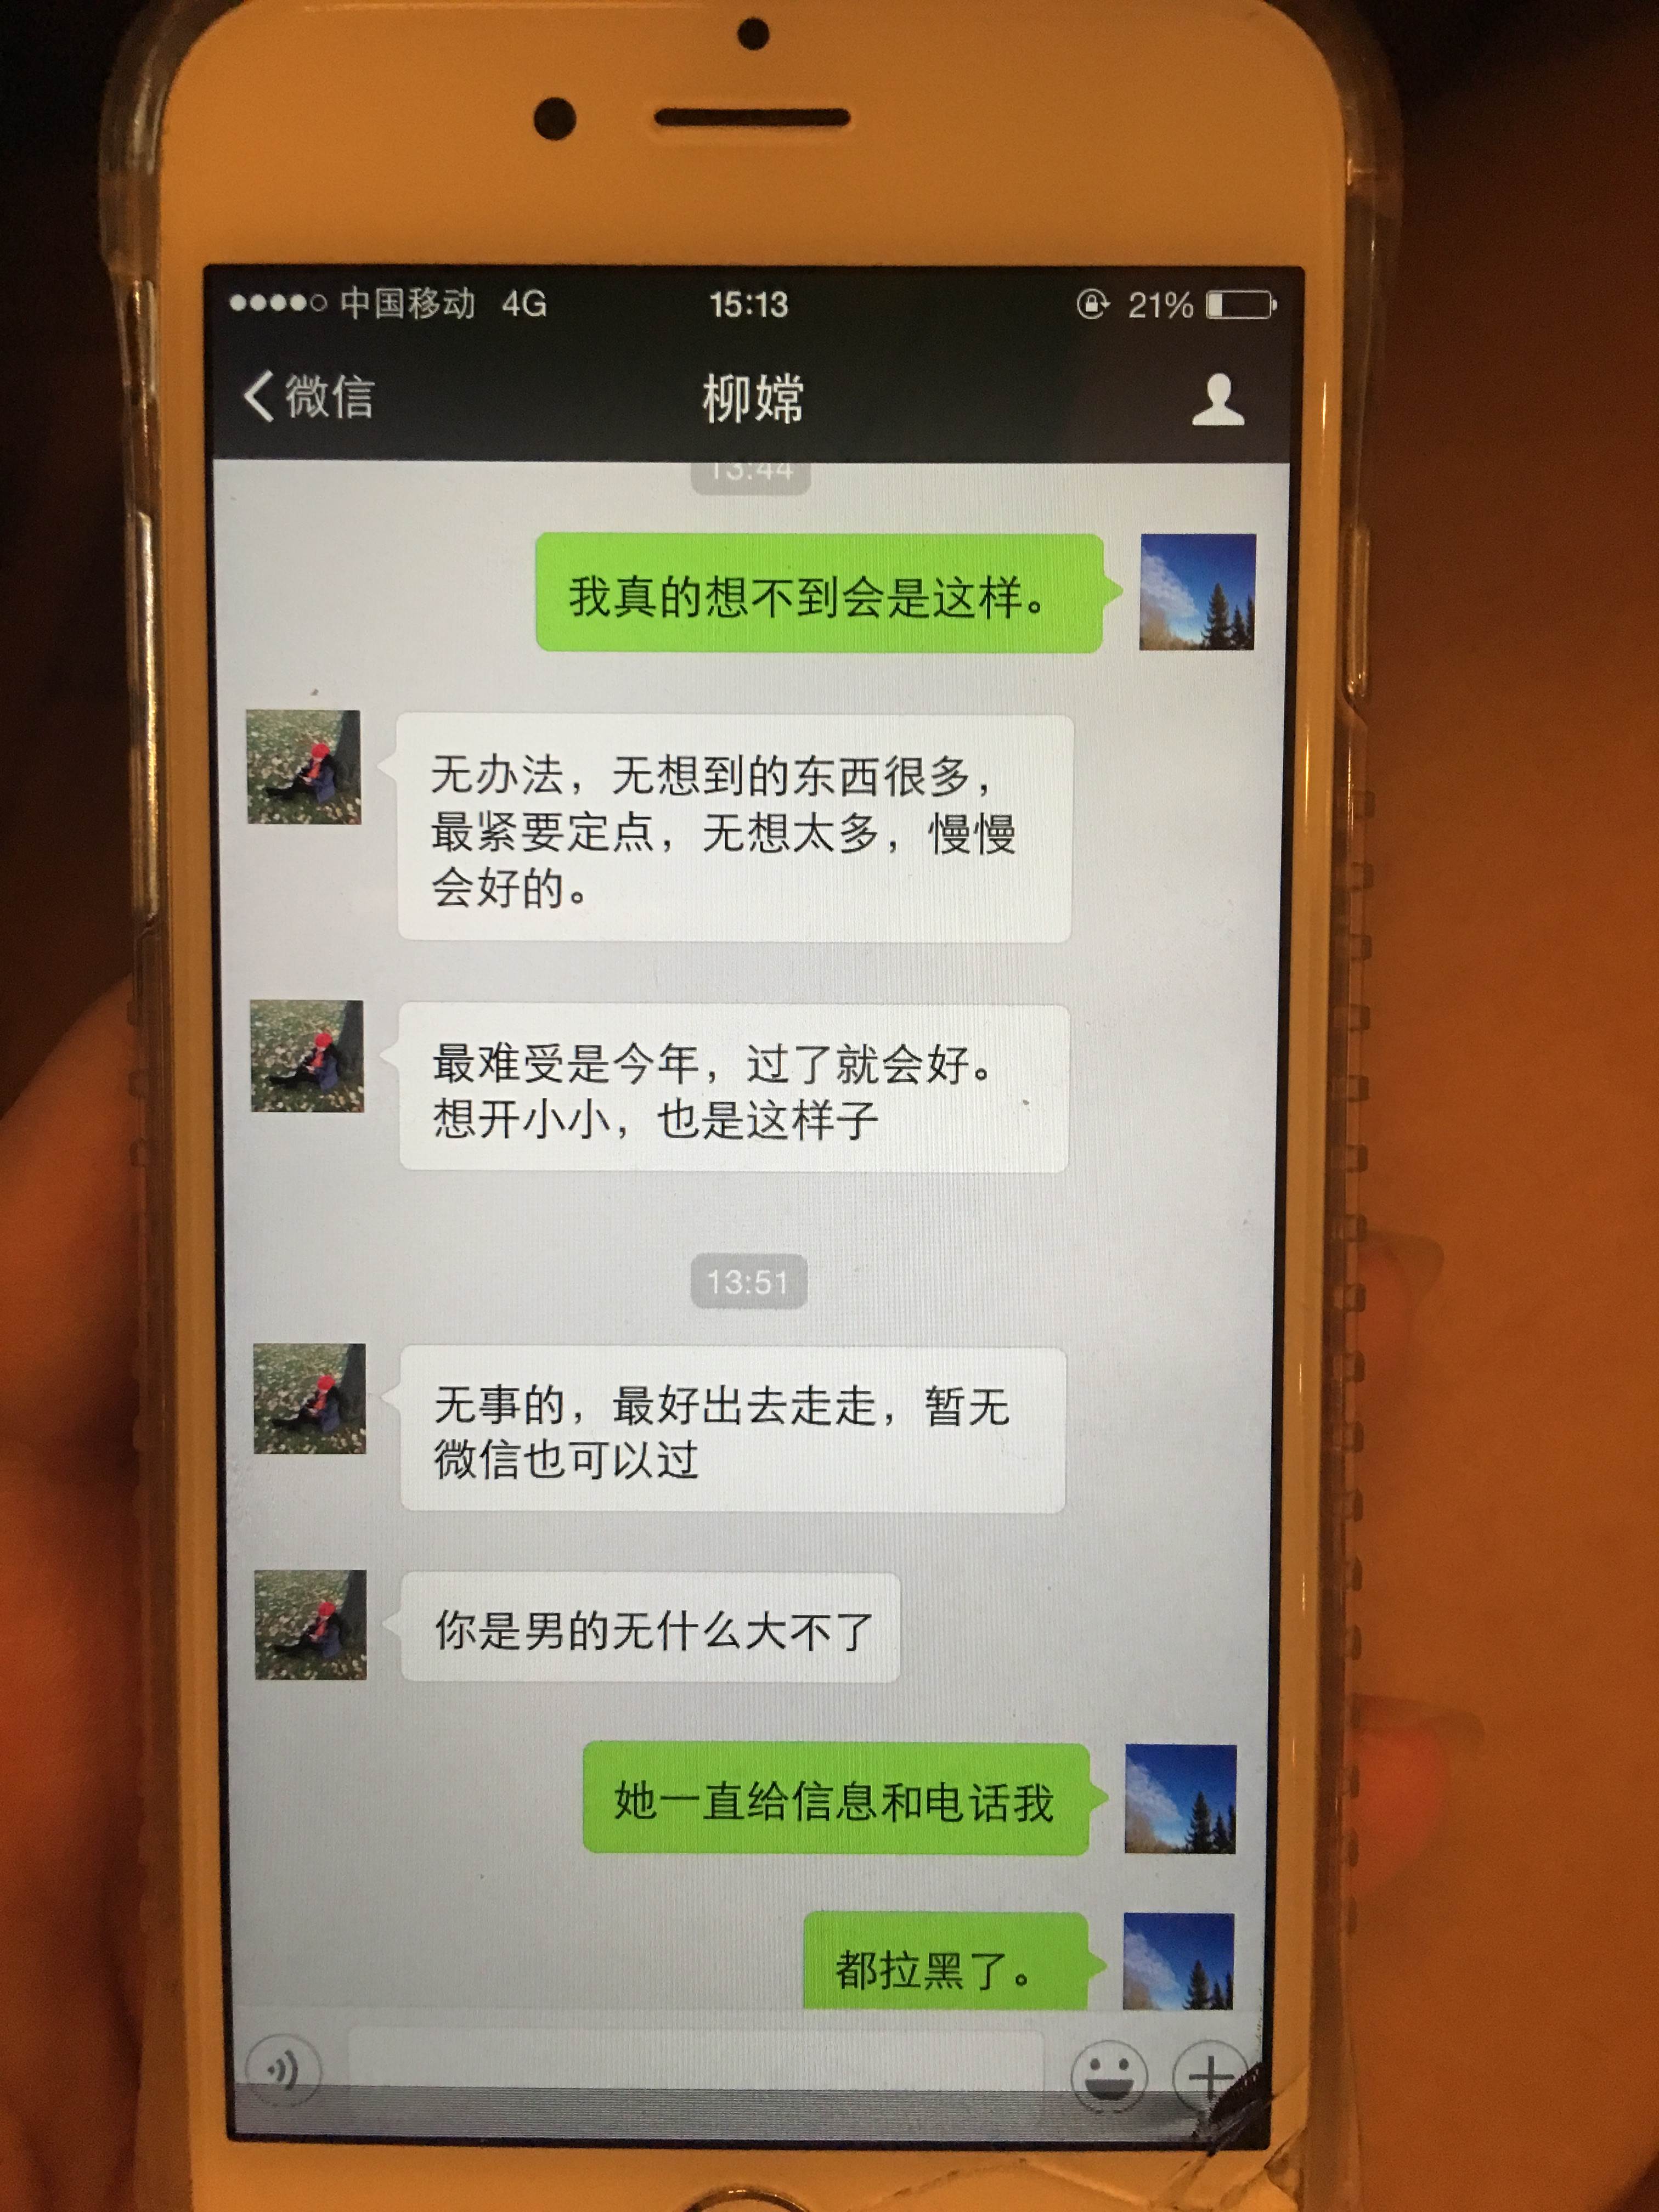 中国移动 4G 15:13 21%
微信 柳嫦
13:44
我真的想不到会是这样。
无办法，无想到的东西很多，
最紧要定点，无想太多，慢慢
会好的。
最难受是今年，过了就会好。
想开小小，也是这样子
13:51
无事的，最好出去走走，暂无
微信也可以过
你是男的无什么大不了
她一直给信息和电话我
都拉黑了。